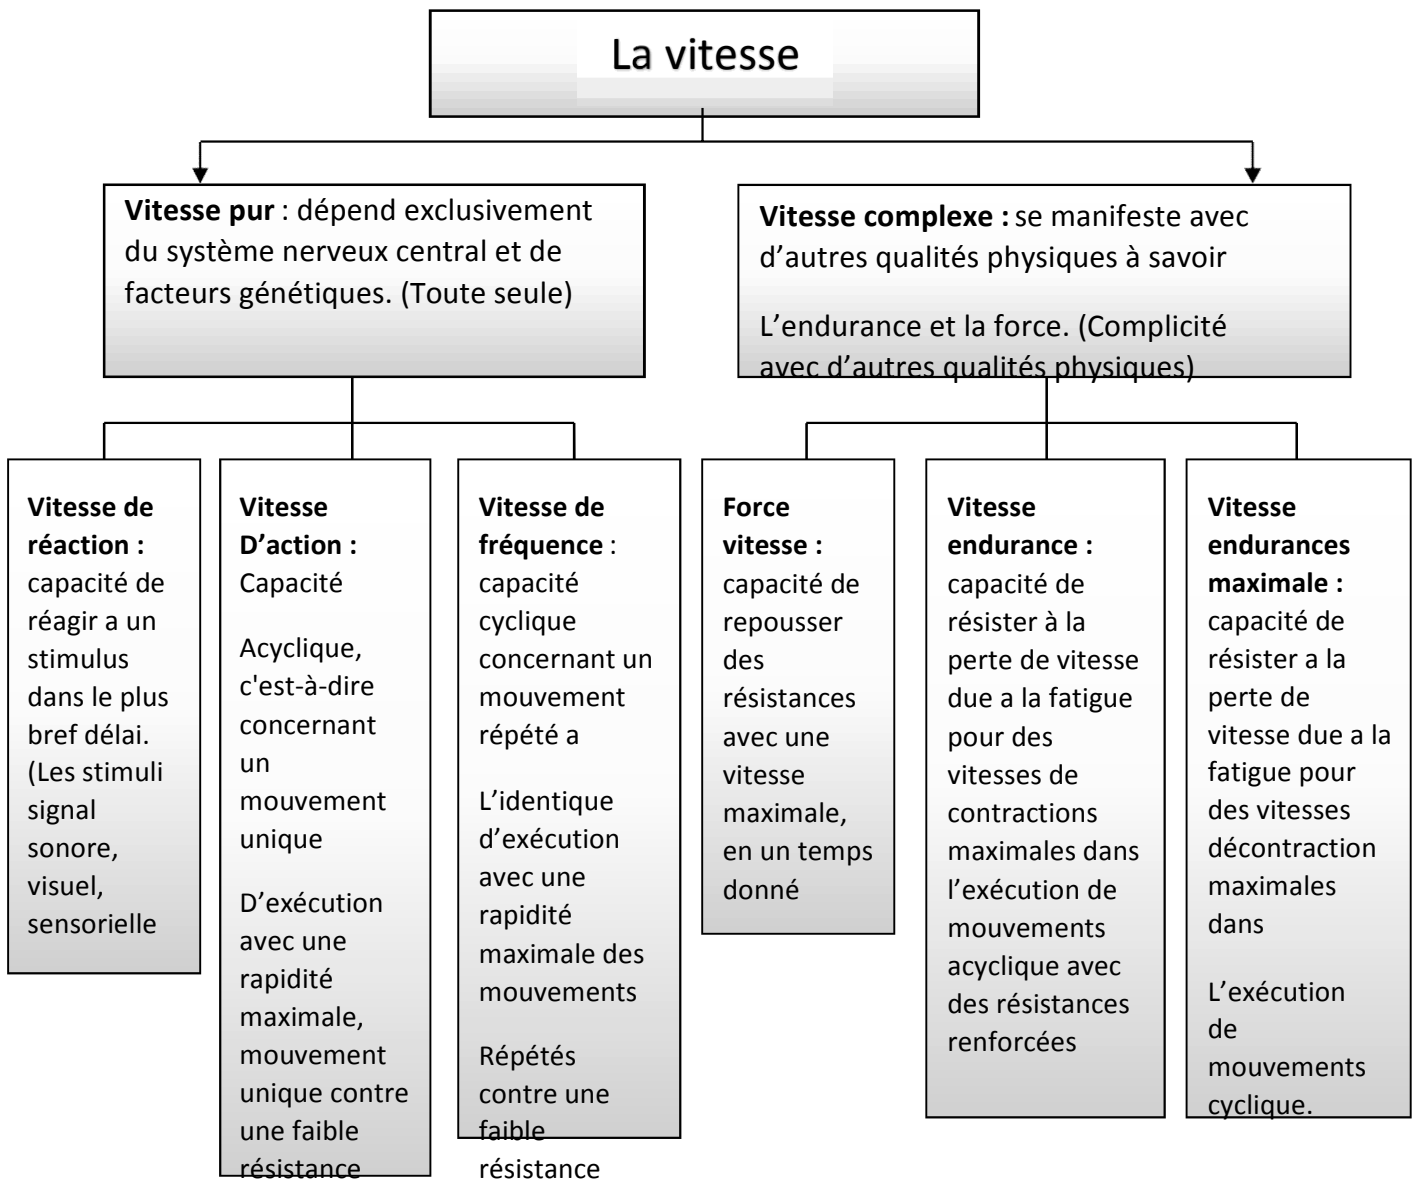 La vitesse
Vitesse pur : dépend exclusivement
du système nerveux central et de
facteurs génétiques. (Toute seule)
Vitesse complexe : se manifeste avec
d’autres qualités physiques à savoir
L’endurance et la force. (Complicité
avec d’autres qualités physiques)
Vitesse de
réaction :
capacité de
réagir a un
stimulus
dans le plus
bref délai.
(Les stimuli
signal
sonore,
visuel,
sensorielle
Vitesse
D’action :
Capacité
Acyclique,
c'est-à-dire
concernant
un
mouvement
unique
D’exécution
avec une
rapidité
maximale,
mouvement
unique contre
une faible
résistance
Vitesse de
fréquence :
capacité
cyclique
concernant un
mouvement
répété a
L’identique
d’exécution
avec une
rapidité
maximale des
mouvements
Répétés
contre une
faible
résistance
Force
vitesse :
capacité de
repousser
des
résistances
avec une
vitesse
maximale,
en un temps
donné
Vitesse
endurance :
capacité de
résister à la
perte de vitesse
due a la fatigue
pour des
vitesses de
contractions
maximales dans
l’exécution de
mouvements
acyclique avec
des résistances
renforcées
Vitesse
endurances
maximale :
capacité de
résister a la
perte de
vitesse due a la
fatigue pour
des vitesses
décontraction
maximales
dans
L’exécution
de
mouvements
cyclique.